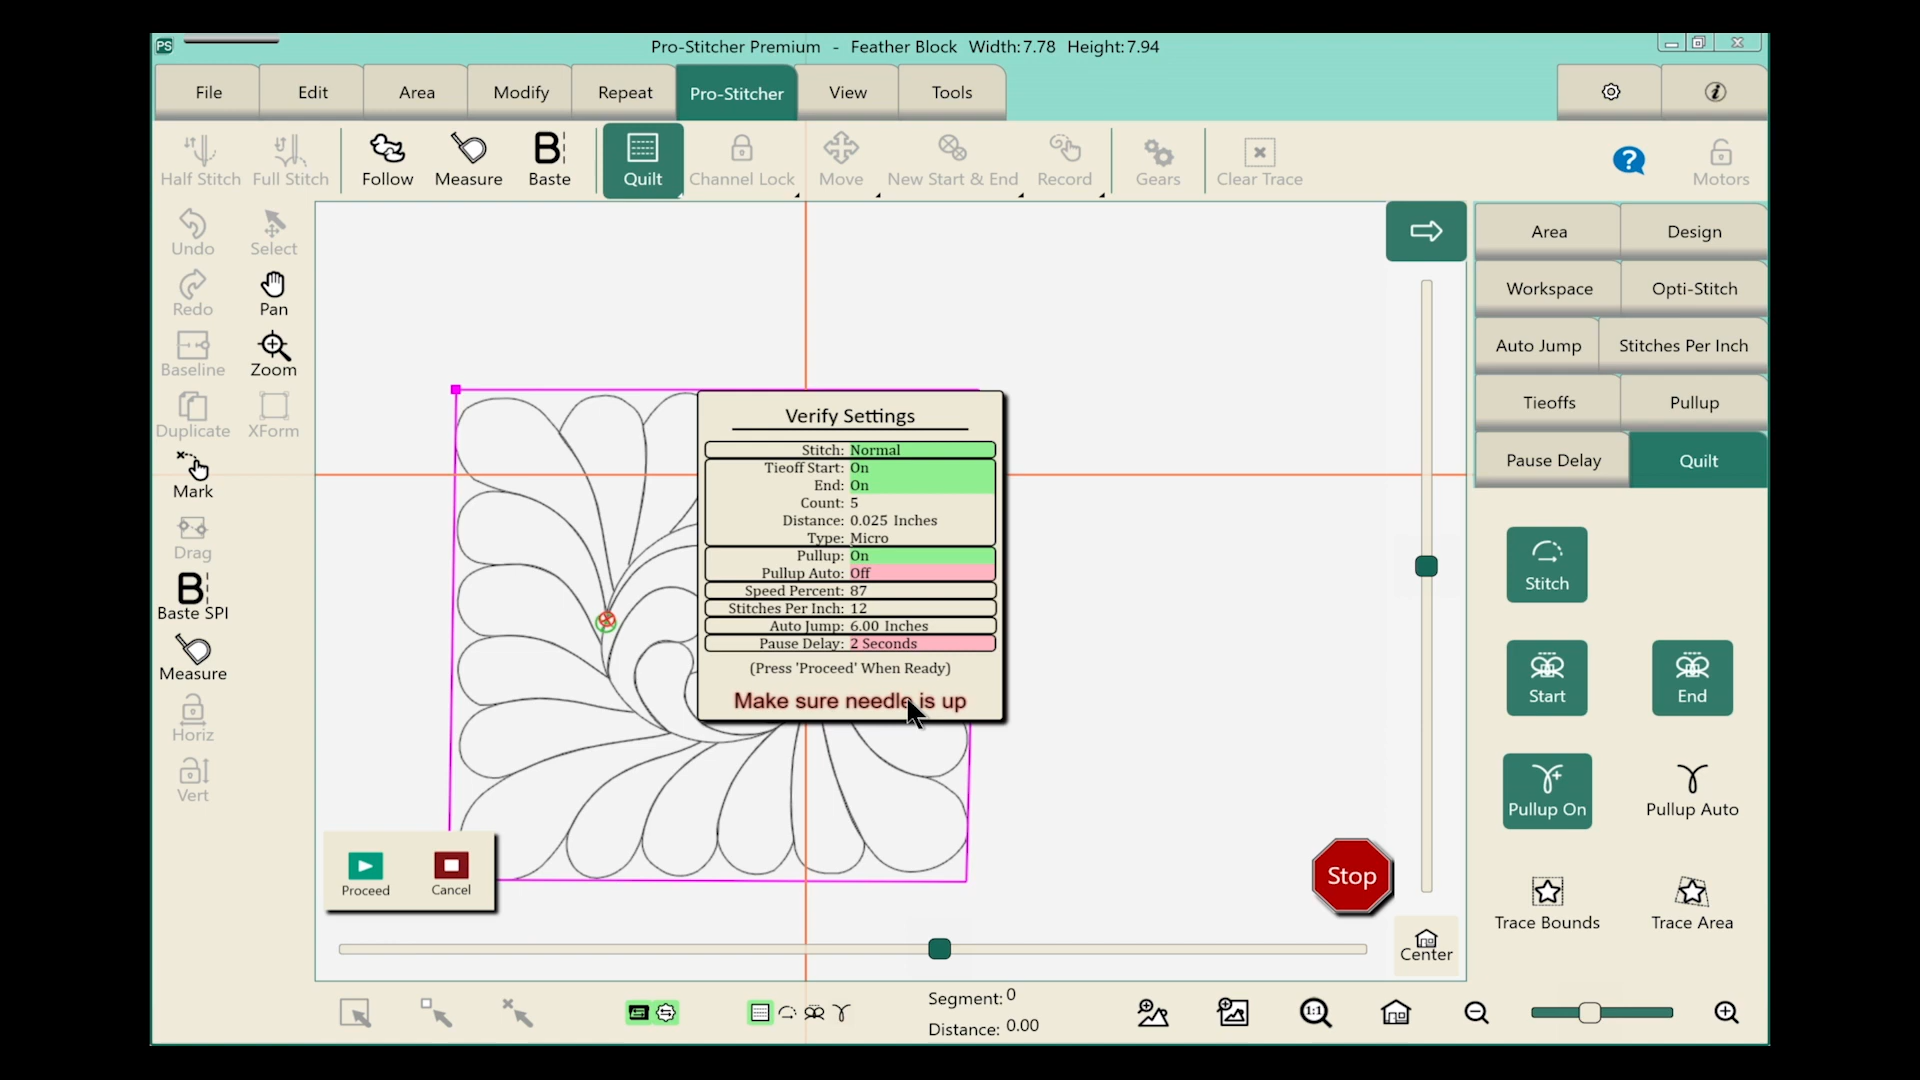 PS
Pro-Stitcher Premium - Feather Block Width:7.78 Height:7.94
File Edit Area Modify Repeat Pro-Stitcher View Tools
Half Stitch Full Stitch Follow Measure Baste Quilt Channel Lock Move New Start & End Record Gears Clear Trace Motors
Undo Select
Redo Pan
Baseline Zoom
Duplicate XForm
Mark
Drag
Baste SPI
Measure
Horiz
Vert
Verify Settings
Stitch: Normal
Tieoff Start: On
End: On
Count: 5
Distance: 0.025 Inches
Type: Micro
Pullup: On
Pullup Auto: Off
Speed Percent: 87
Stitches Per Inch: 12
Auto Jump: 6.00 Inches
Pause Delay: 2 Seconds
(Press 'Proceed' When Ready)
Make sure needle is up
Proceed Cancel
Stop
Center
Area Design
Workspace Opti-Stitch
Auto Jump Stitches Per Inch
Tieoffs Pullup
Pause Delay Quilt
Stitch
Start End
Pullup On Pullup Auto
Trace Bounds Trace Area
Segment: 0
Distance: 0.00
1:1